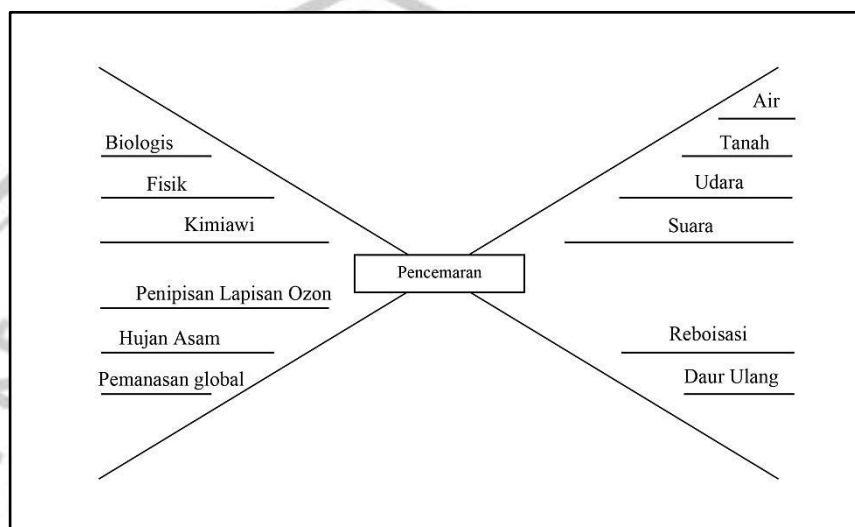 Biologis
Fisik
Kimiawi
Penipisan Lapisan Ozon
Hujan Asam
Pemanasan global
Pencemaran
Air
Tanah
Udara
Suara
Reboisasi
Daur Ulang